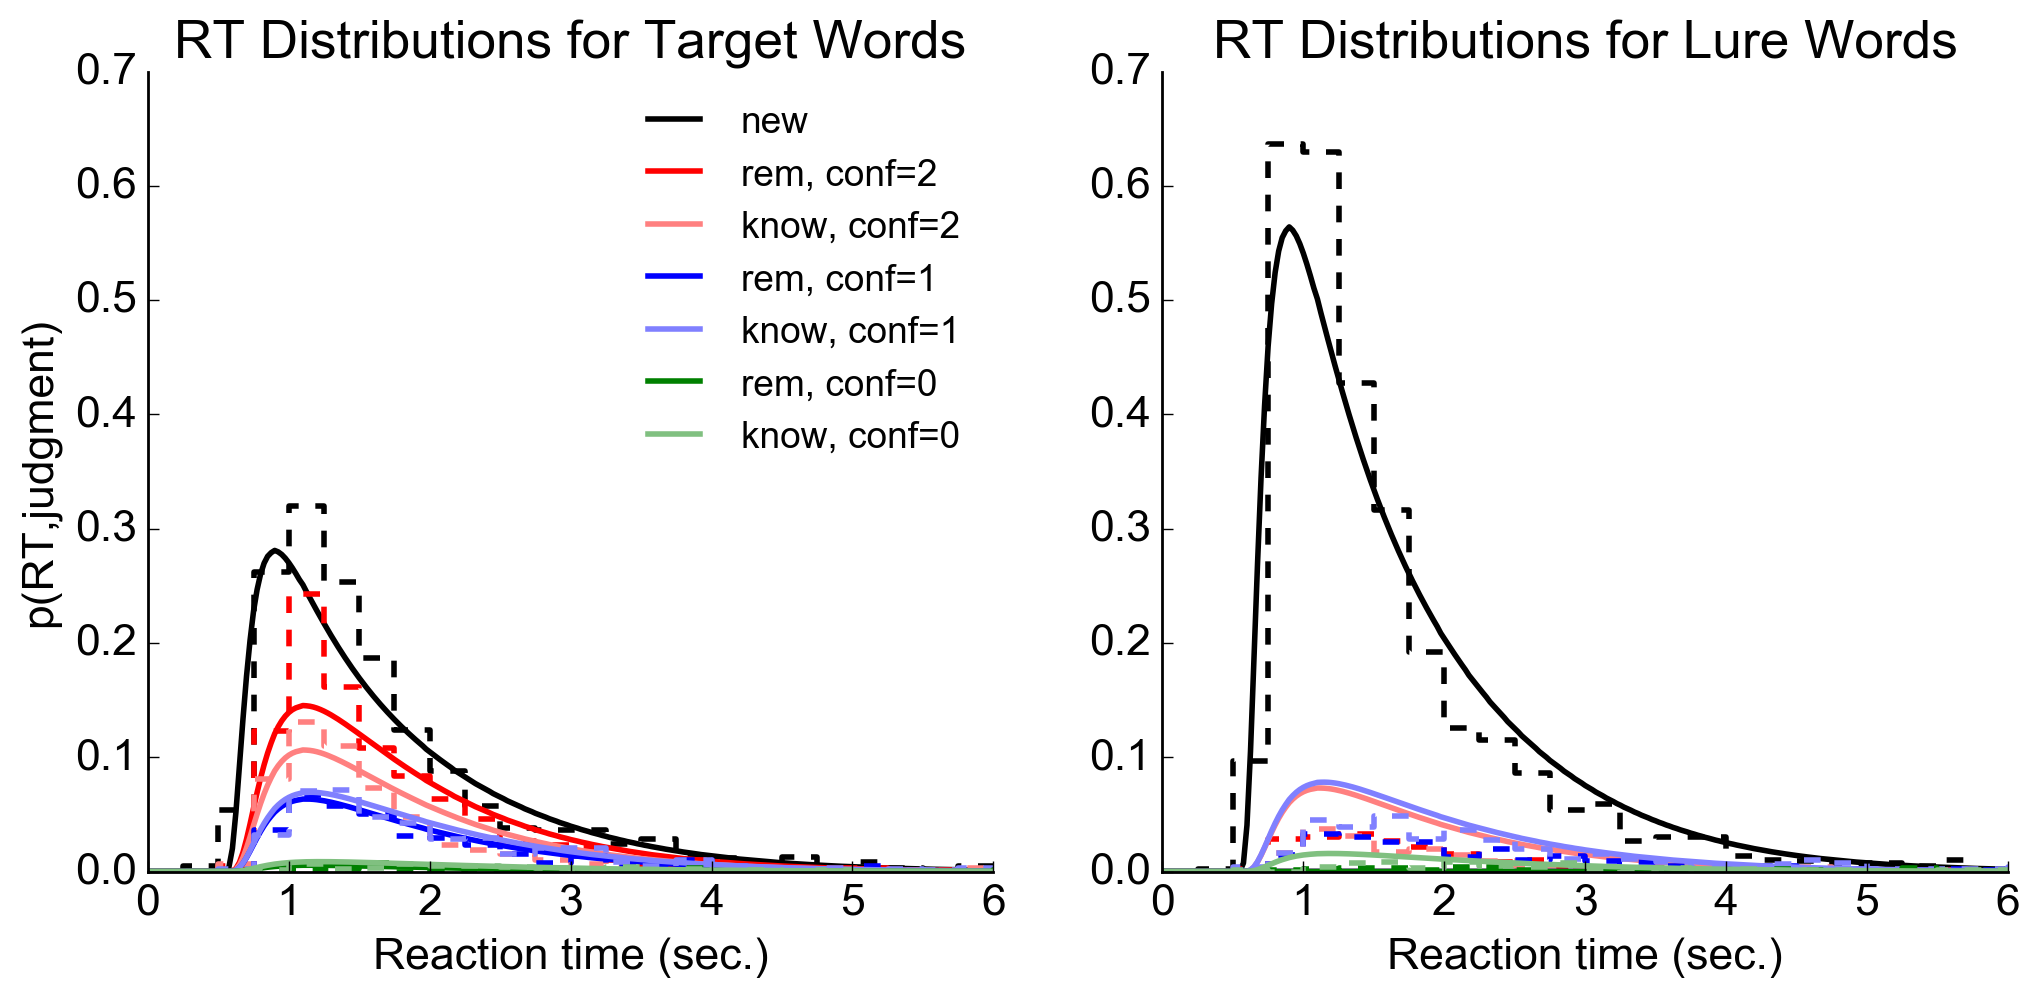 RT Distributions for Target Words
0.7
0.6
0.5
0.4
0.3
0.2
0.1
0.0
p(RT,judgment)
new
rem, conf=2
know, conf=2
rem, conf=1
know, conf=1
rem, conf=0
know, conf=0
0 1 2 3 4 5 6
Reaction time (sec.)
RT Distributions for Lure Words
0.7
0.6
0.5
0.4
0.3
0.2
0.1
0.0
0 1 2 3 4 5 6
Reaction time (sec.)